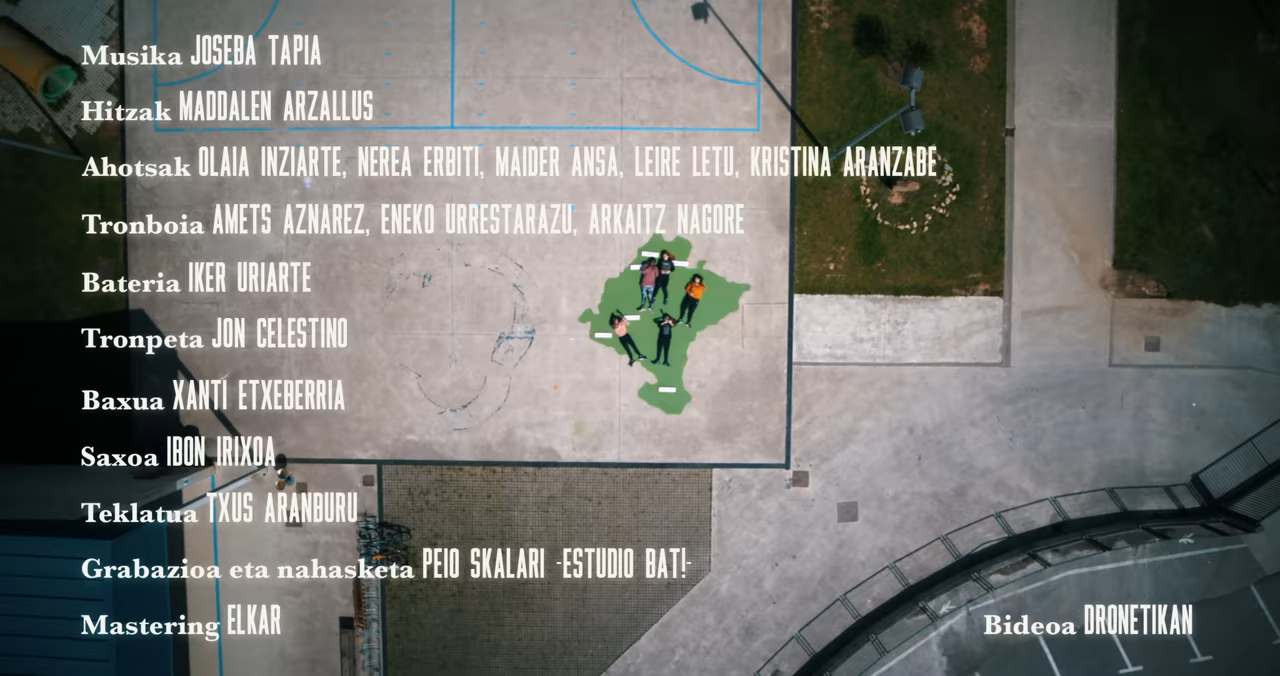 Musika JOSEBA TAPIA
Hitzak MADDALEN ARZALLUS
Ahotsak OLAIA INZIARTE, NEREA ERBITI, MAIDER ANSA, LEIRE LETU, KRISTINA ARANZABE
Tronboia AMETS AZNAREZ, ENEKO URRESTARAZU, ARKAITZ NAGORE
Bateria IKER URIARTE
Tronpeta JON CELESTINO
Baxua XANTI ETXEBERRIA
Saxoa IBON IRIXOA
Teklatua TXUS ARANBURU
Grabazioa eta nahasketa PEIO SKALARI -ESTUDIO BAT!-
Mastering ELKAR
Bideoa DRONETIKAN